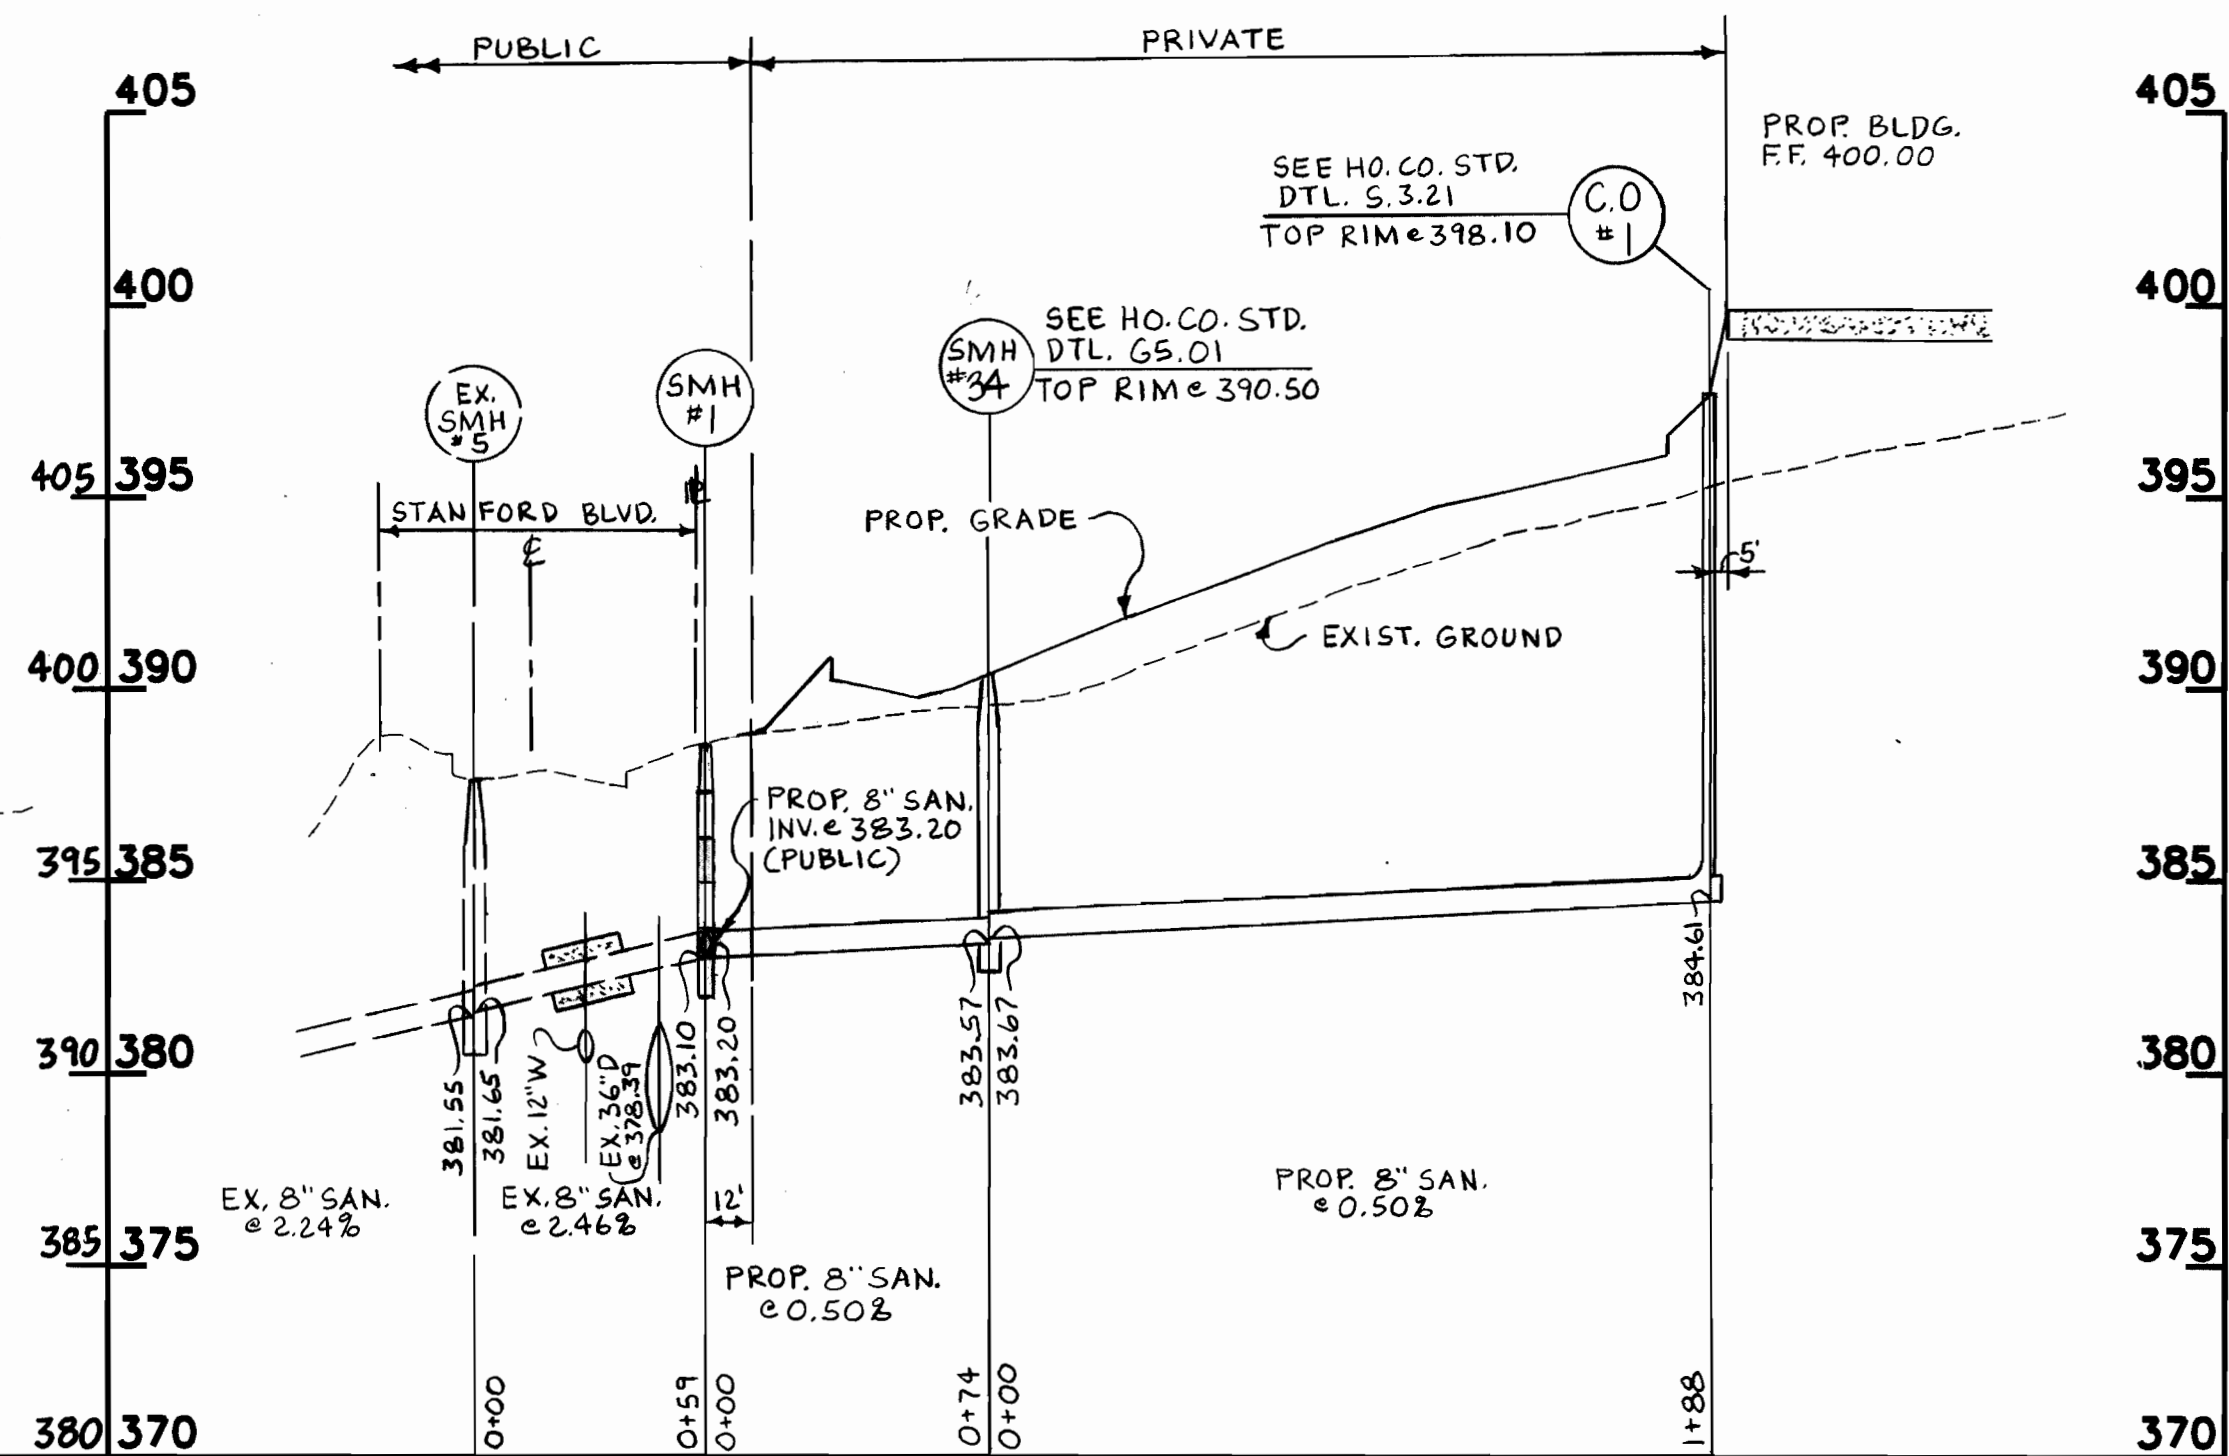 PUBLIC
PRIVATE
405
405
PROP. BLDG.
F.F. 400.00
SEE HO.CO. STD.
DTL. S.3.21
TOP RIM @ 398.10
C.O
#1
400
400
SEE HO.CO. STD.
DTL. G5.01
TOP RIM @ 390.50
SMH
#34
EX.
SMH
#5
SMH
#1
405 395
395
STANFORD BLVD.
℄
PROP. GRADE
5'
EXIST. GROUND
400 390
390
PROP. 8" SAN.
INV. @ 383.20
(PUBLIC)
395 385
385
390 380
380
381.55
381.65
EX. 12"W
EX. 36"D
@ 378.39
383.10
383.20
383.57
383.67
384.61
EX. 8" SAN.
@ 2.24%
EX. 8" SAN.
@ 2.46%
12'
PROP. 8" SAN.
@ 0.50%
385 375
375
PROP. 8" SAN.
@ 0.50%
380 370
370
0+00
0+59
0+00
0+74
0+00
1+88